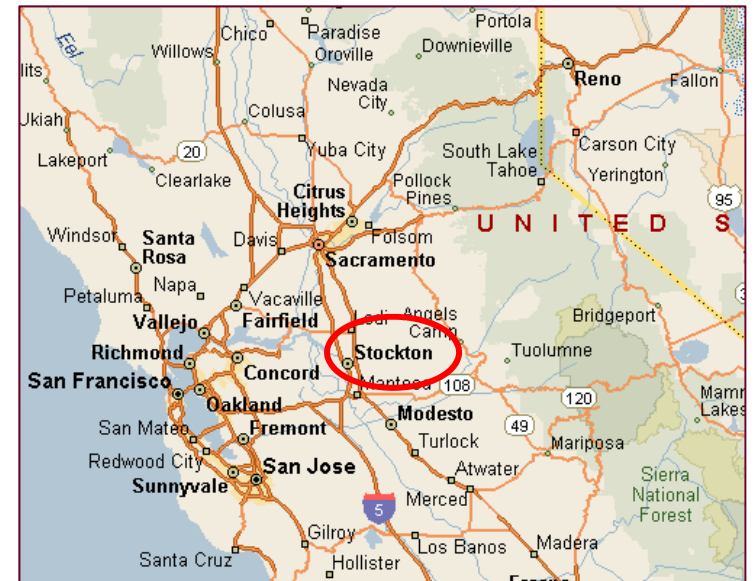 Portola
Chico
Paradise
Eel
Willows
Oroville
Downieville
Reno
Fallon
lits
Nevada
City
Colusa
Ukiah
20
Yuba City
South Lake
Tahoe
Carson City
Lakeport
Clearlake
Pollock
Pines
Yerington
Citrus
Heights
95
UNITED S
Windsor
Santa
Rosa
Davis
Folsom
Sacramento
Napa
Petaluma
Vacaville
Vallejo
Fairfield
Lodi
Angels
Camp
Bridgeport
Richmond
Concord
Stockton
Tuolumne
San Francisco
Manteca
108
120
Mamm
Lakes
Oakland
Modesto
49
San Mateo
Fremont
Turlock
Mariposa
Redwood City
San Jose
Atwater
Sierra
National
Forest
Sunnyvale
5
Merced
Gilroy
Los Banos
Madera
Santa Cruz
Hollister